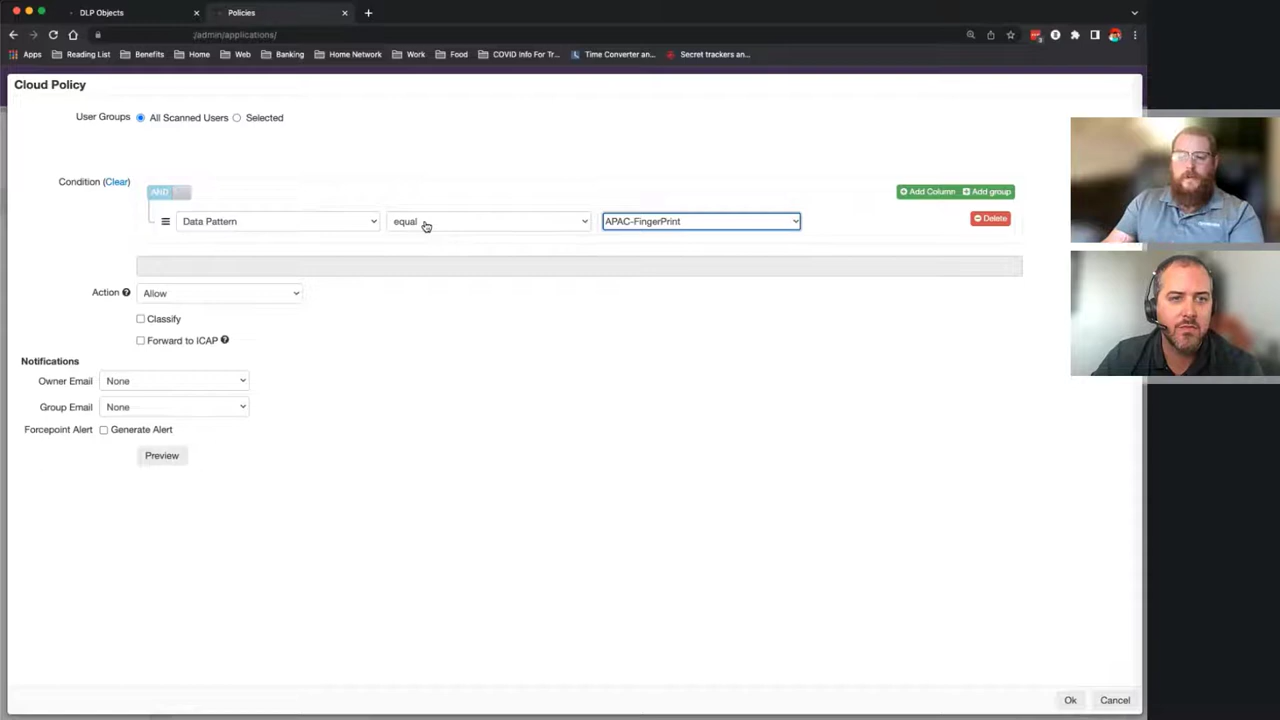 DLP Objects
Policies
:/admin/applications/
Apps Reading List Benefits Home Web Banking Home Network Work Food COVID Info For Tr... Time Converter an... Secret trackers an...
Cloud Policy
User Groups All Scanned Users Selected
Condition (Clear)
AND
Add Column Add group
Data Pattern equal APAC-FingerPrint Delete
Action Allow
Classify
Forward to ICAP
Notifications
Owner Email None
Group Email None
Forcepoint Alert Generate Alert
Preview
Ok Cancel